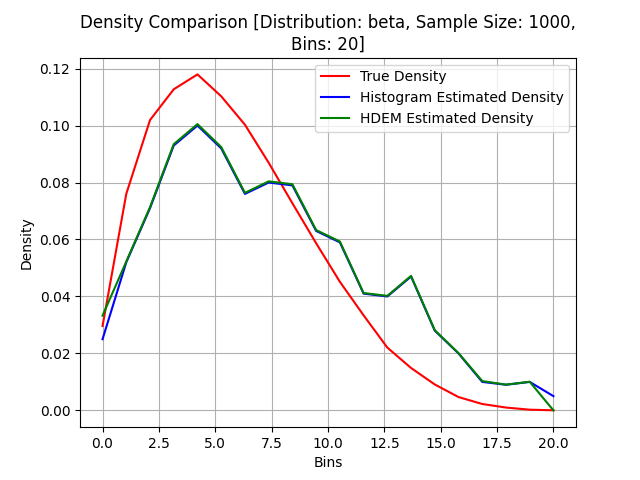 Density Comparison [Distribution: beta, Sample Size: 1000,
Bins: 20]
True Density
Histogram Estimated Density
HDEM Estimated Density
Density
0.12
0.10
0.08
0.06
0.04
0.02
0.00
0.0 2.5 5.0 7.5 10.0 12.5 15.0 17.5 20.0
Bins